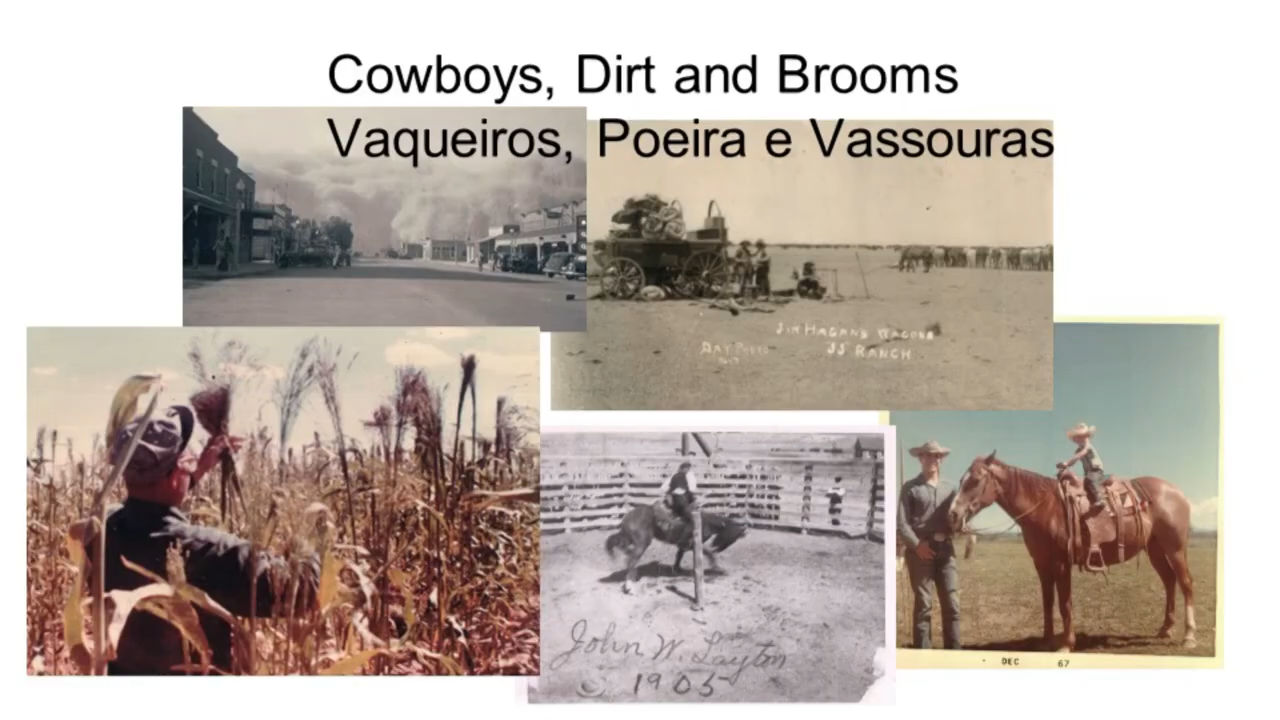 Cowboys, Dirt and Brooms
Vaqueiros, Poeira e Vassouras
JIM HAGANS WAGONS
JJ RANCH
John W. Layton
1905
DEC 67